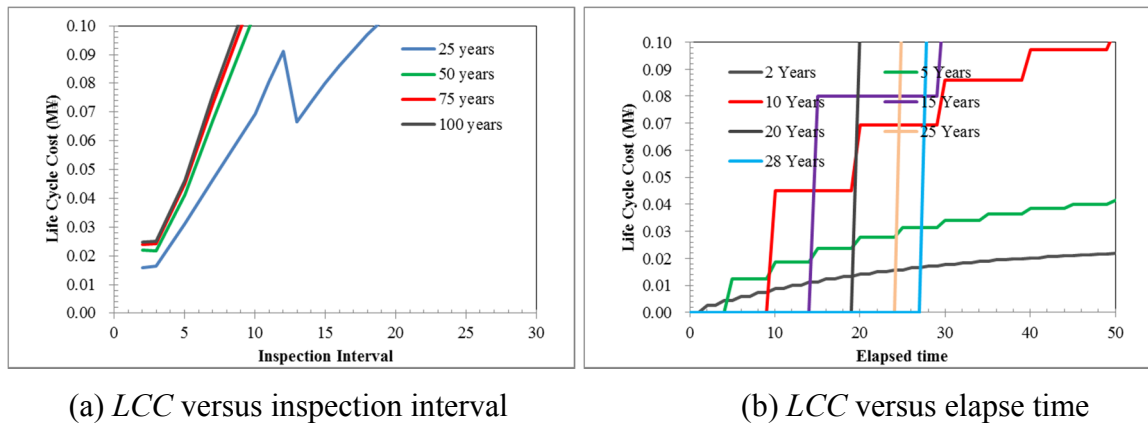 0.10
0.09
0.08
0.07
0.06
0.05
0.04
0.03
0.02
0.01
0.00
Life Cycle Cost (M¥)
0 5 10 15 20 25 30
Inspection Interval
25 years
50 years
75 years
100 years
(a) LCC versus inspection interval
0.10
0.09
0.08
0.07
0.06
0.05
0.04
0.03
0.02
0.01
0.00
Life Cycle Cost (M¥)
0 10 20 30 40 50
Elapsed time
2 Years 5 Years
10 Years 15 Years
20 Years 25 Years
28 Years
(b) LCC versus elapse time